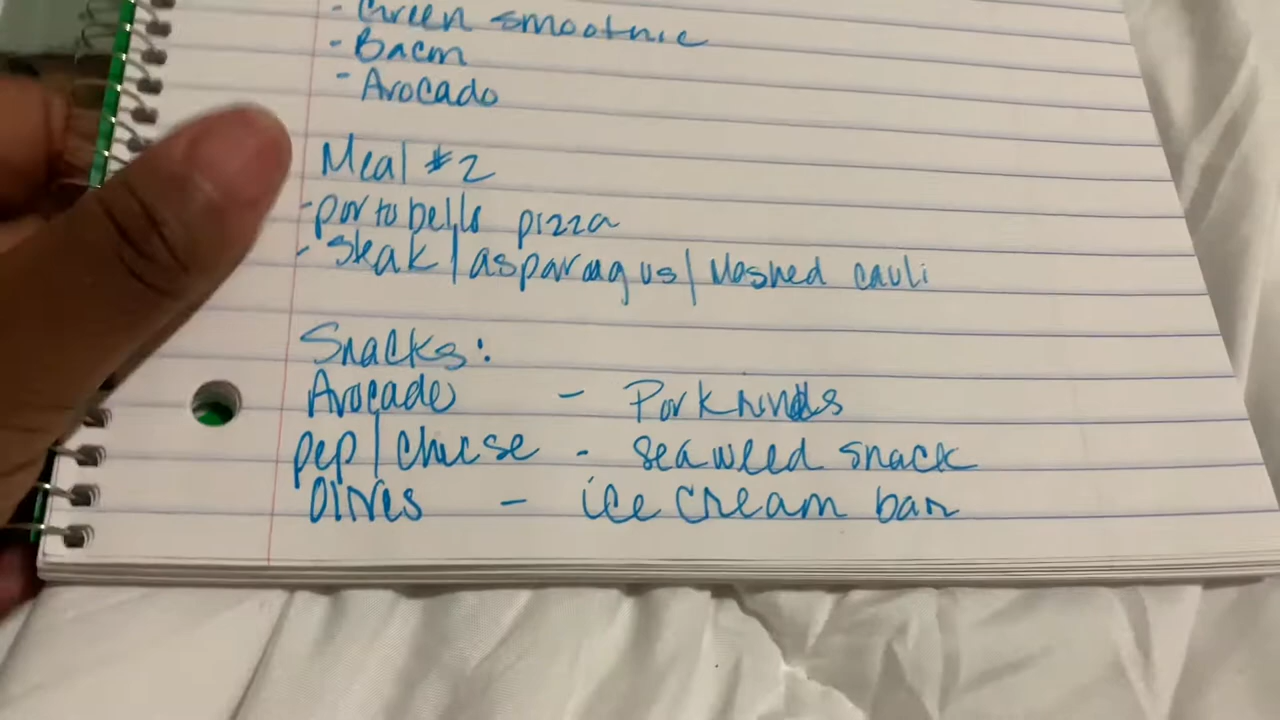 - Green smoothie
- Bacon
- Avocado
Meal #2
- portobello pizza
- Steak / asparagus / Mashed cauli
Snacks:
Avocado - Pork rinds
pep / cheese - seaweed snack
Olives - ice cream bar